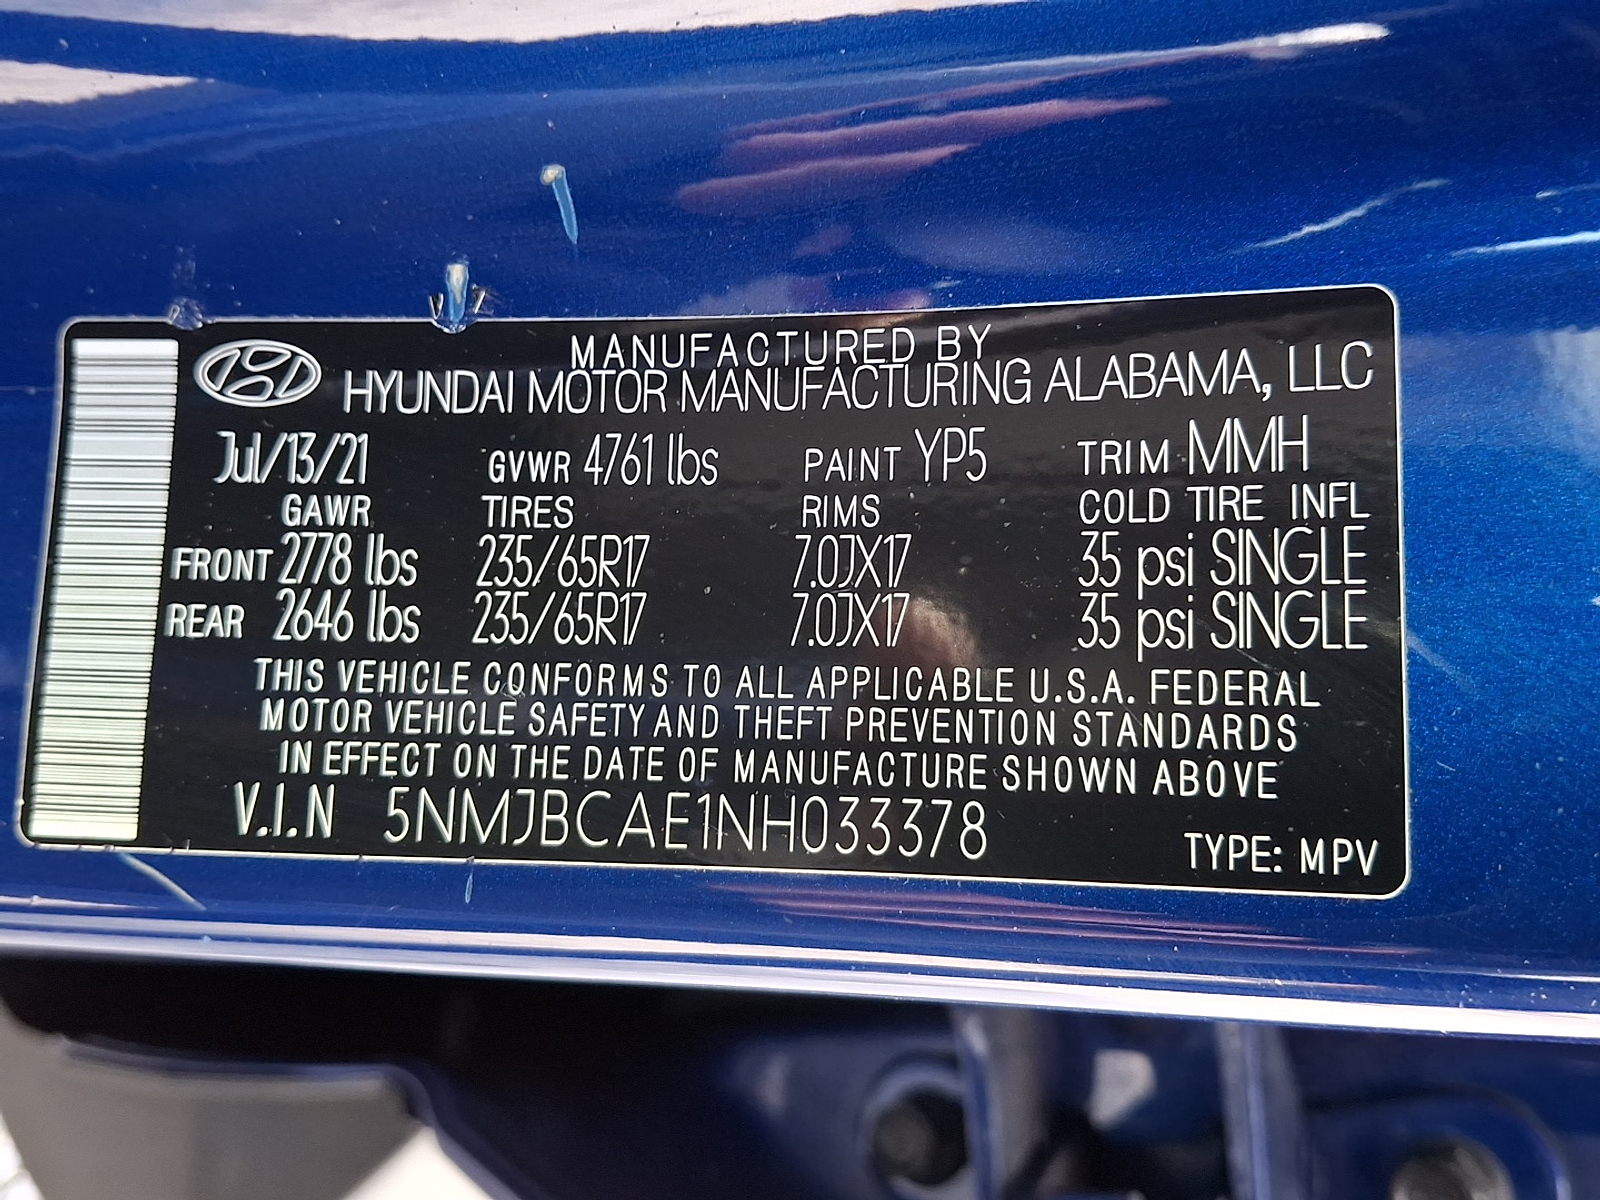 MANUFACTURED BY
HYUNDAI MOTOR MANUFACTURING ALABAMA, LLC
Jul/13/21 GVWR 4761 lbs PAINT YP5 TRIM MMH
GAWR TIRES RIMS COLD TIRE INFL
FRONT 2778 lbs 235/65R17 7.0JX17 35 psi SINGLE
REAR 2646 lbs 235/65R17 7.0JX17 35 psi SINGLE
THIS VEHICLE CONFORMS TO ALL APPLICABLE U.S.A. FEDERAL
MOTOR VEHICLE SAFETY AND THEFT PREVENTION STANDARDS
IN EFFECT ON THE DATE OF MANUFACTURE SHOWN ABOVE
V.I.N 5NMJBCAE1NH033378
TYPE: MPV